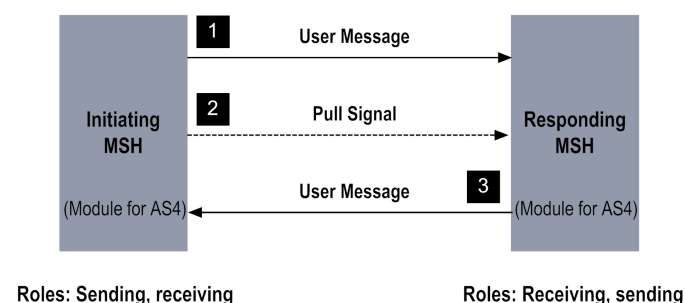 1
User Message
2
Pull Signal
Initiating
MSH
Responding
MSH
User Message
3
(Module for AS4)
(Module for AS4)
Roles: Sending, receiving
Roles: Receiving, sending